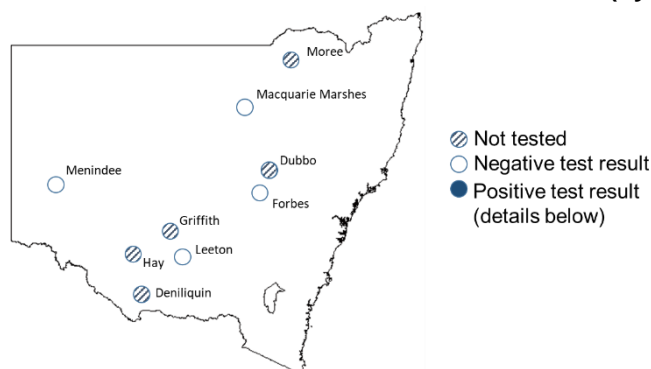 Moree
Macquarie Marshes
Dubbo
Menindee
Forbes
Griffith
Leeton
Hay
Deniliquin
Not tested
Negative test result
Positive test result
(details below)